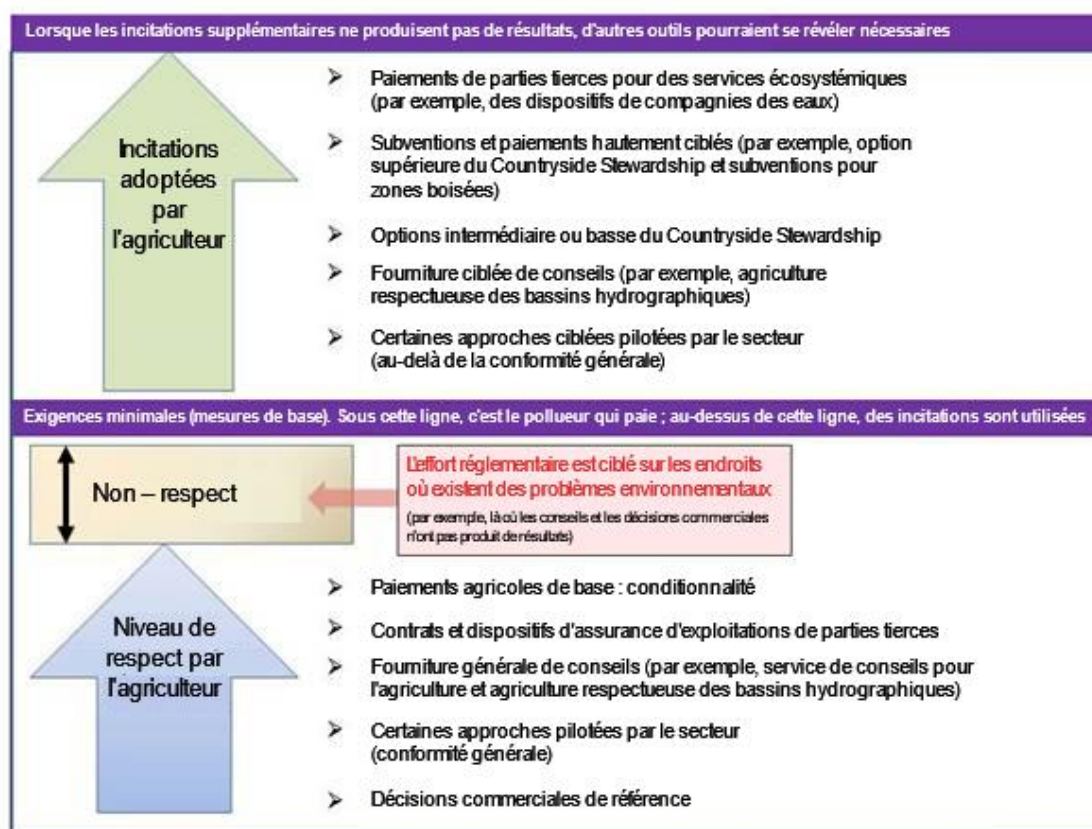 Lorsque les incitations supplémentaires ne produisent pas de résultats, d'autres outils pourraient se révéler nécessaires
Incitations
adoptées
par
l'agriculteur
➢ Paiements de parties tierces pour des services écosystémiques
(par exemple, des dispositifs de compagnies des eaux)
➢ Subventions et paiements hautement ciblés (par exemple, option
supérieure du Countryside Stewardship et subventions pour
zones boisées)
➢ Options intermédiaire ou basse du Countryside Stewardship
➢ Fourniture ciblée de conseils (par exemple, agriculture
respectueuse des bassins hydrographiques)
➢ Certaines approches ciblées pilotées par le secteur
(au-delà de la conformité générale)
Exigences minimales (mesures de base). Sous cette ligne, c'est le pollueur qui paie ; au-dessus de cette ligne, des incitations sont utilisées
Non – respect
L'effort réglementaire est ciblé sur les endroits
où existent des problèmes environnementaux
(par exemple, là où les conseils et les décisions commerciales
n'ont pas produit de résultats)
Niveau de
respect par
l'agriculteur
➢ Paiements agricoles de base : conditionnalité
➢ Contrats et dispositifs d'assurance d'exploitations de parties tierces
➢ Fourniture générale de conseils (par exemple, service de conseils pour
l'agriculture et agriculture respectueuse des bassins hydrographiques)
➢ Certaines approches pilotées par le secteur
(conformité générale)
➢ Décisions commerciales de référence